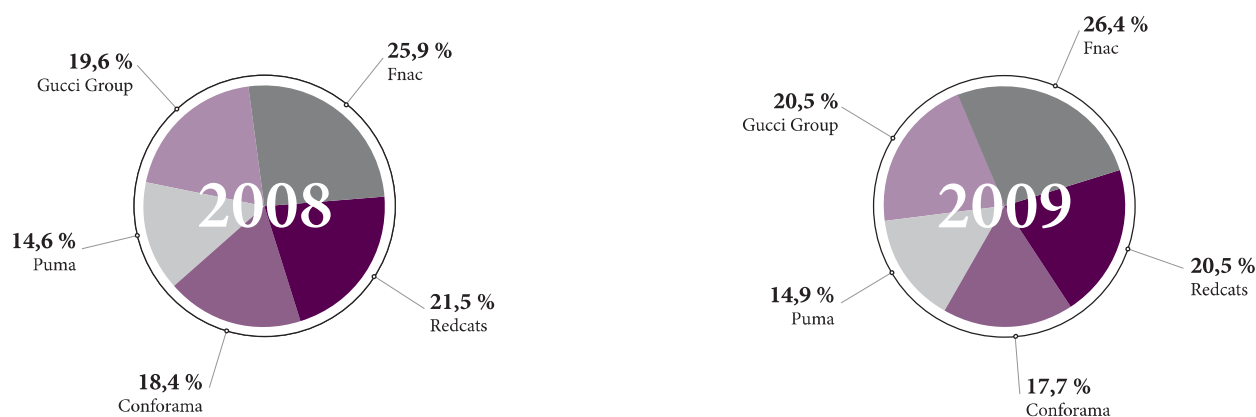 25,9 %
Fnac
19,6 %
Gucci Group
2008
14,6 %
Puma
21,5 %
Redcats
18,4 %
Conforama
26,4 %
Fnac
20,5 %
Gucci Group
2009
20,5 %
Redcats
14,9 %
Puma
17,7 %
Conforama